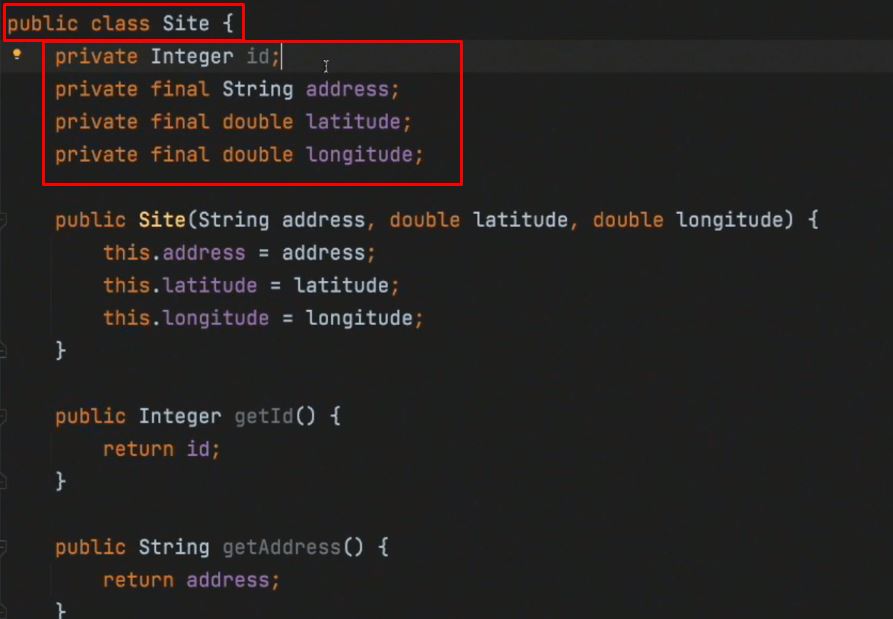 public class Site {
private Integer id;
private final String address;
private final double latitude;
private final double longitude;
public Site(String address, double latitude, double longitude) {
this.address = address;
this.latitude = latitude;
this.longitude = longitude;
}
public Integer getId() {
return id;
}
public String getAddress() {
return address;
}